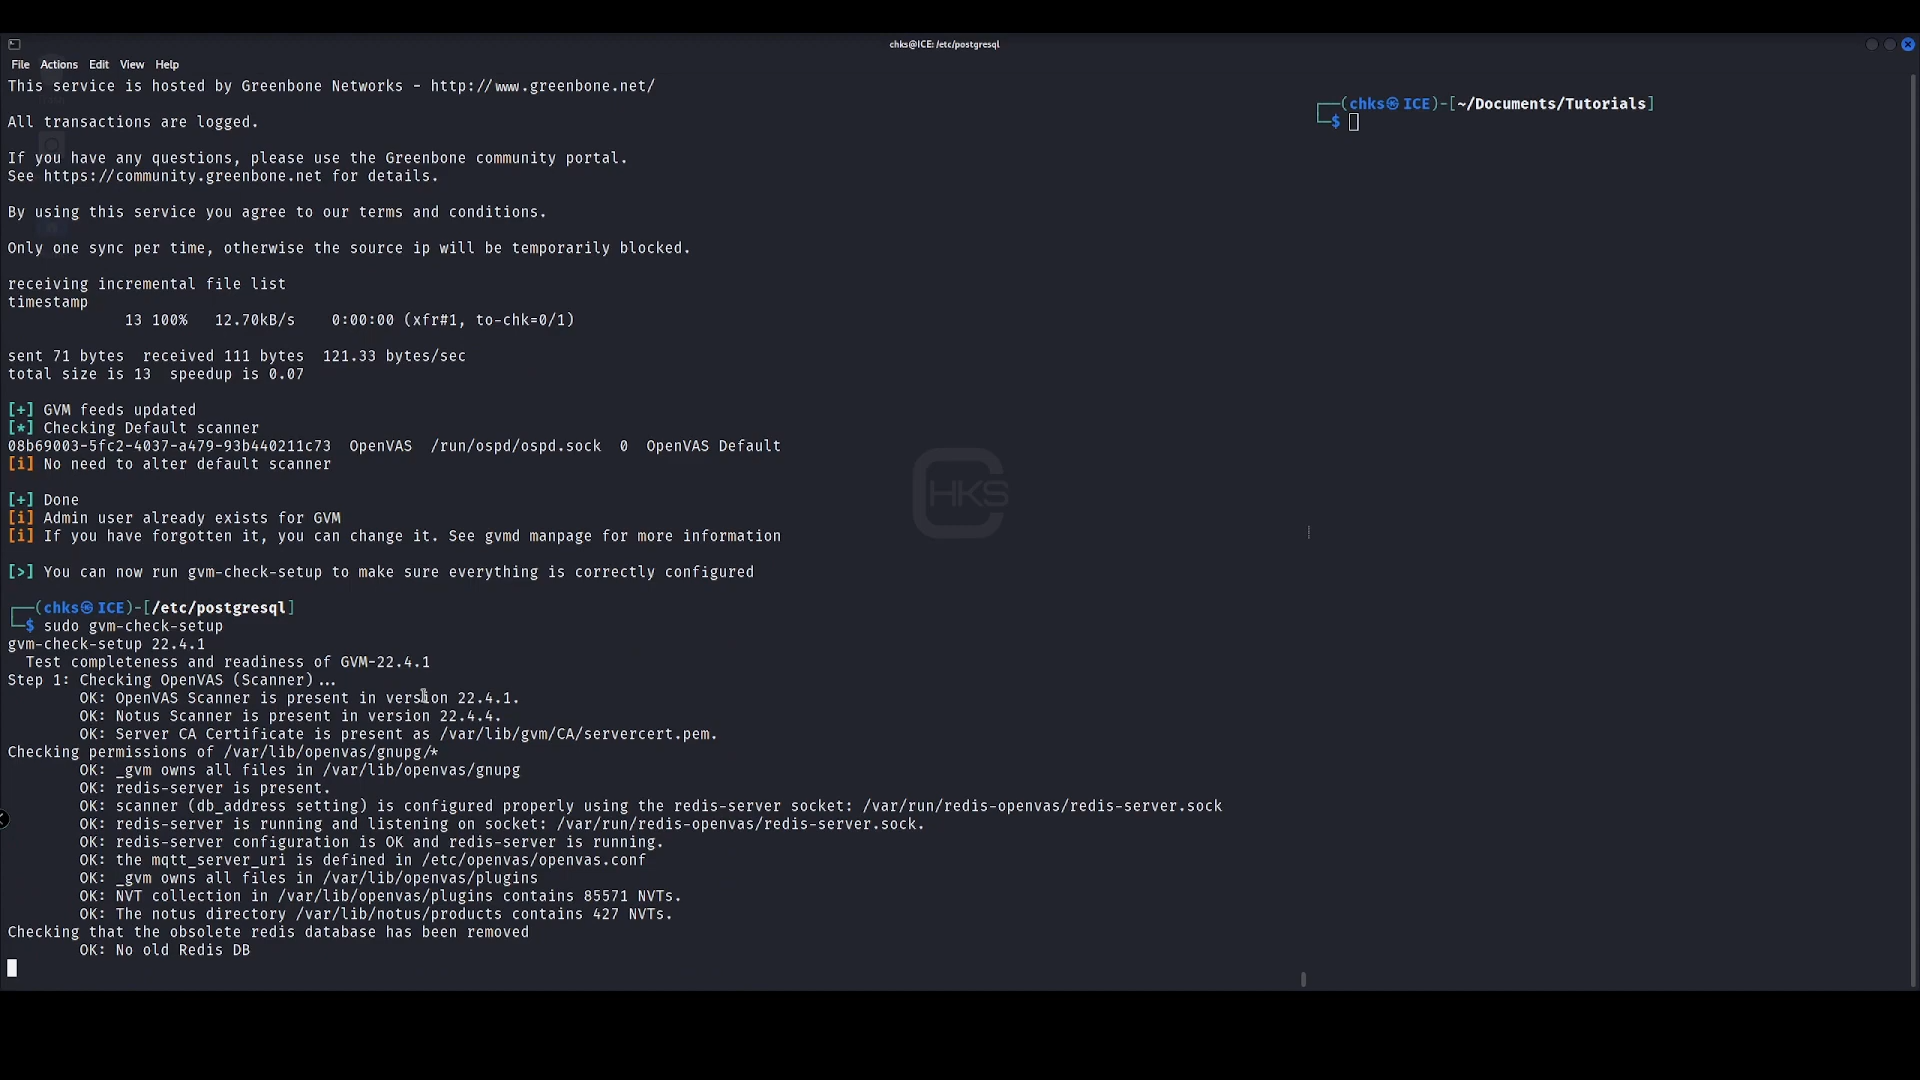 chks@ICE: /etc/postgresql
File Actions Edit View Help
This service is hosted by Greenbone Networks - http://www.greenbone.net/
All transactions are logged.
If you have any questions, please use the Greenbone community portal.
See https://community.greenbone.net for details.
By using this service you agree to our terms and conditions.
Only one sync per time, otherwise the source ip will be temporarily blocked.
receiving incremental file list
timestamp
13 100% 12.70kB/s 0:00:00 (xfr#1, to-chk=0/1)
sent 71 bytes received 111 bytes 121.33 bytes/sec
total size is 13 speedup is 0.07
[+] GVM feeds updated
[*] Checking Default scanner
08b69003-5fc2-4037-a479-93b440211c73 OpenVAS /run/ospd/ospd.sock 0 OpenVAS Default
[i] No need to alter default scanner
[+] Done
[i] Admin user already exists for GVM
[i] If you have forgotten it, you can change it. See gvmd manpage for more information
[>] You can now run gvm-check-setup to make sure everything is correctly configured
┌──(chks㉿ICE)-[/etc/postgresql]
└─$ sudo gvm-check-setup
gvm-check-setup 22.4.1
Test completeness and readiness of GVM-22.4.1
Step 1: Checking OpenVAS (Scanner)...
OK: OpenVAS Scanner is present in version 22.4.1.
OK: Notus Scanner is present in version 22.4.4.
OK: Server CA Certificate is present as /var/lib/gvm/CA/servercert.pem.
Checking permissions of /var/lib/openvas/gnupg/*
OK: _gvm owns all files in /var/lib/openvas/gnupg
OK: redis-server is present.
OK: scanner (db_address setting) is configured properly using the redis-server socket: /var/run/redis-openvas/redis-server.sock
OK: redis-server is running and listening on socket: /var/run/redis-openvas/redis-server.sock.
OK: redis-server configuration is OK and redis-server is running.
OK: the mqtt_server_uri is defined in /etc/openvas/openvas.conf
OK: _gvm owns all files in /var/lib/openvas/plugins
OK: NVT collection in /var/lib/openvas/plugins contains 85571 NVTs.
OK: The notus directory /var/lib/notus/products contains 427 NVTs.
Checking that the obsolete redis database has been removed
OK: No old Redis DB
┌──(chks㉿ICE)-[~/Documents/Tutorials]
└─$
CHKS